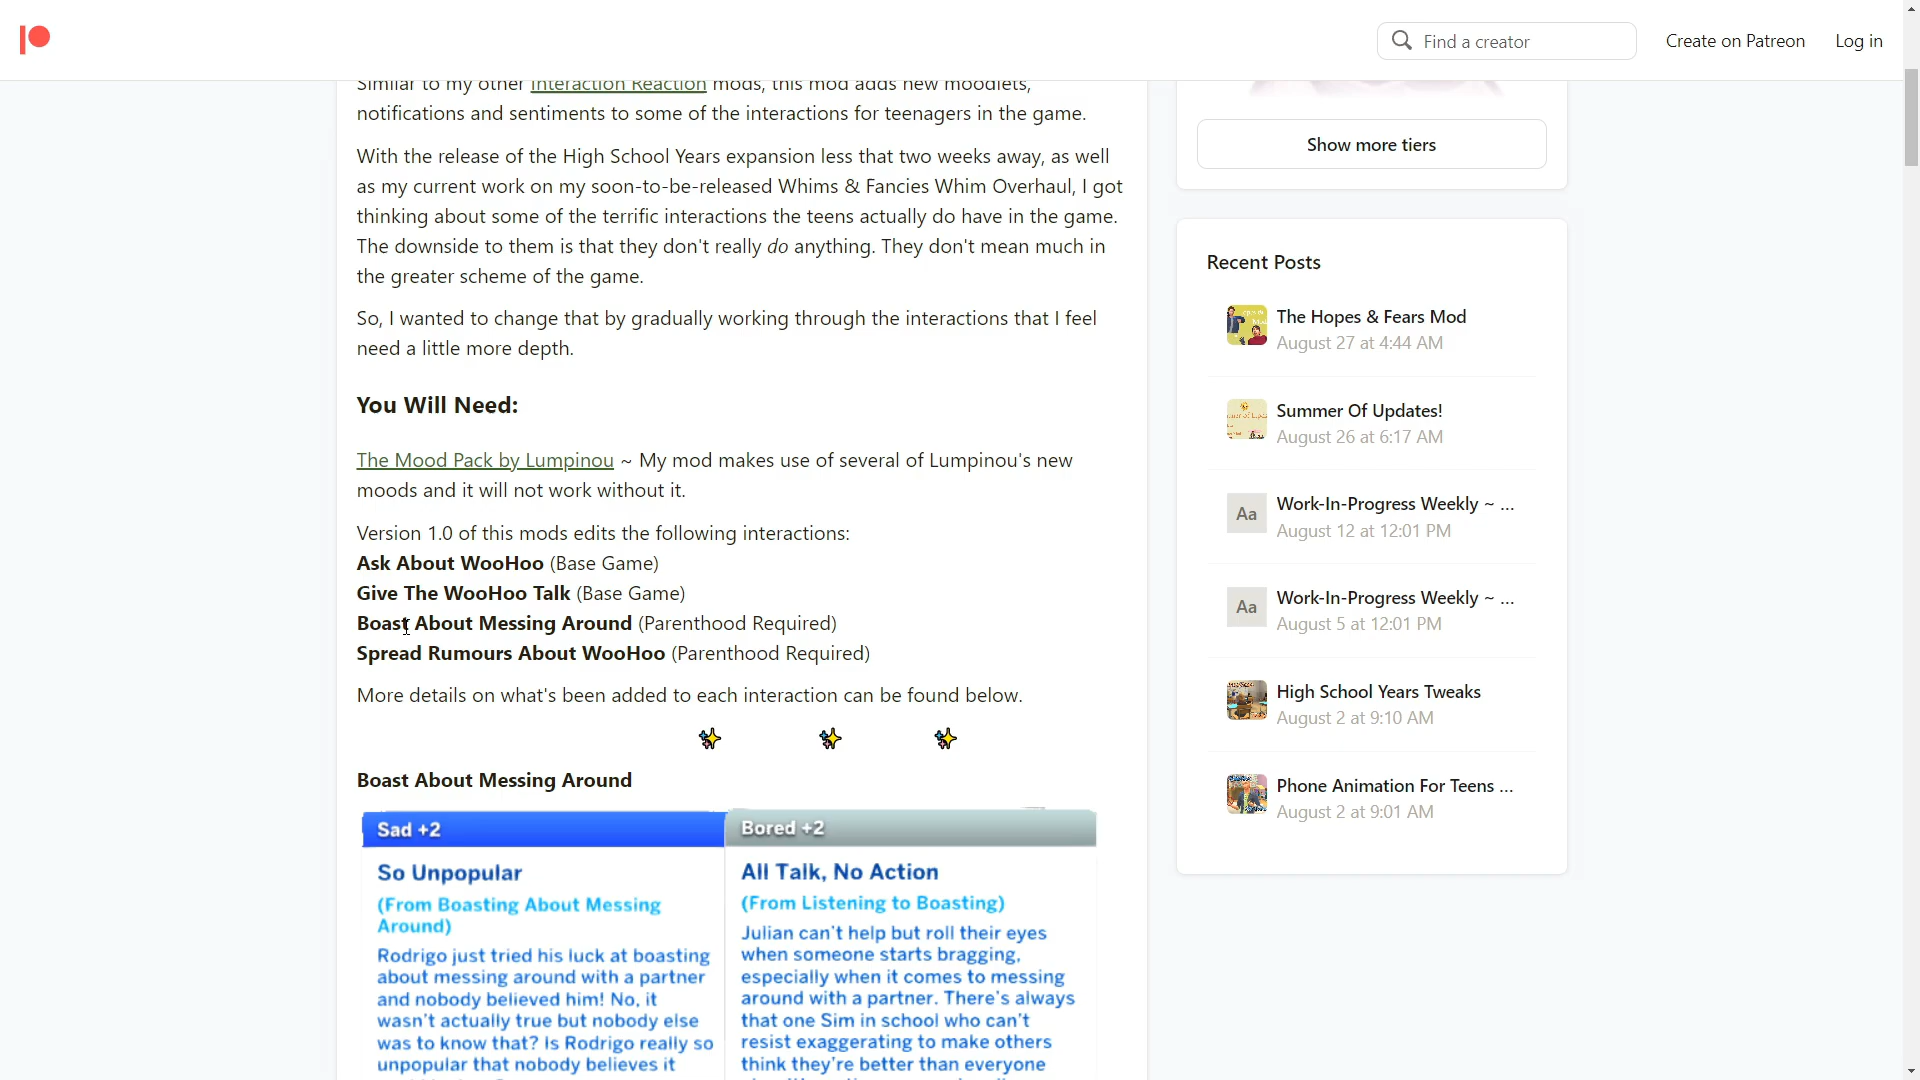 Find a creator
Create on Patreon
Log in
Similar to my other Interaction Reaction mods, this mod adds new moodlets,
notifications and sentiments to some of the interactions for teenagers in the game.
With the release of the High School Years expansion less that two weeks away, as well
as my current work on my soon-to-be-released Whims & Fancies Whim Overhaul, I got
thinking about some of the terrific interactions the teens actually do have in the game.
The downside to them is that they don't really do anything. They don't mean much in
the greater scheme of the game.
So, I wanted to change that by gradually working through the interactions that I feel
need a little more depth.
You Will Need:
The Mood Pack by Lumpinou ~ My mod makes use of several of Lumpinou's new
moods and it will not work without it.
Version 1.0 of this mods edits the following interactions:
Ask About WooHoo (Base Game)
Give The WooHoo Talk (Base Game)
Boast About Messing Around (Parenthood Required)
Spread Rumours About WooHoo (Parenthood Required)
More details on what's been added to each interaction can be found below.
Boast About Messing Around
Sad +2
So Unpopular
(From Boasting About Messing
Around)
Rodrigo just tried his luck at boasting
about messing around with a partner
and nobody believed him! No, it
wasn't actually true but nobody else
was to know that? Is Rodrigo really so
unpopular that nobody believes it
Bored +2
All Talk, No Action
(From Listening to Boasting)
Julian can't help but roll their eyes
when someone starts bragging,
especially when it comes to messing
around with a partner. There's always
that one Sim in school who can't
resist exaggerating to make others
think they're better than everyone
Show more tiers
Recent Posts
The Hopes & Fears Mod
August 27 at 4:44 AM
Summer Of Updates!
August 26 at 6:17 AM
Aa
Work-In-Progress Weekly ~ ...
August 12 at 12:01 PM
Aa
Work-In-Progress Weekly ~ ...
August 5 at 12:01 PM
High School Years Tweaks
August 2 at 9:10 AM
Phone Animation For Teens ...
August 2 at 9:01 AM